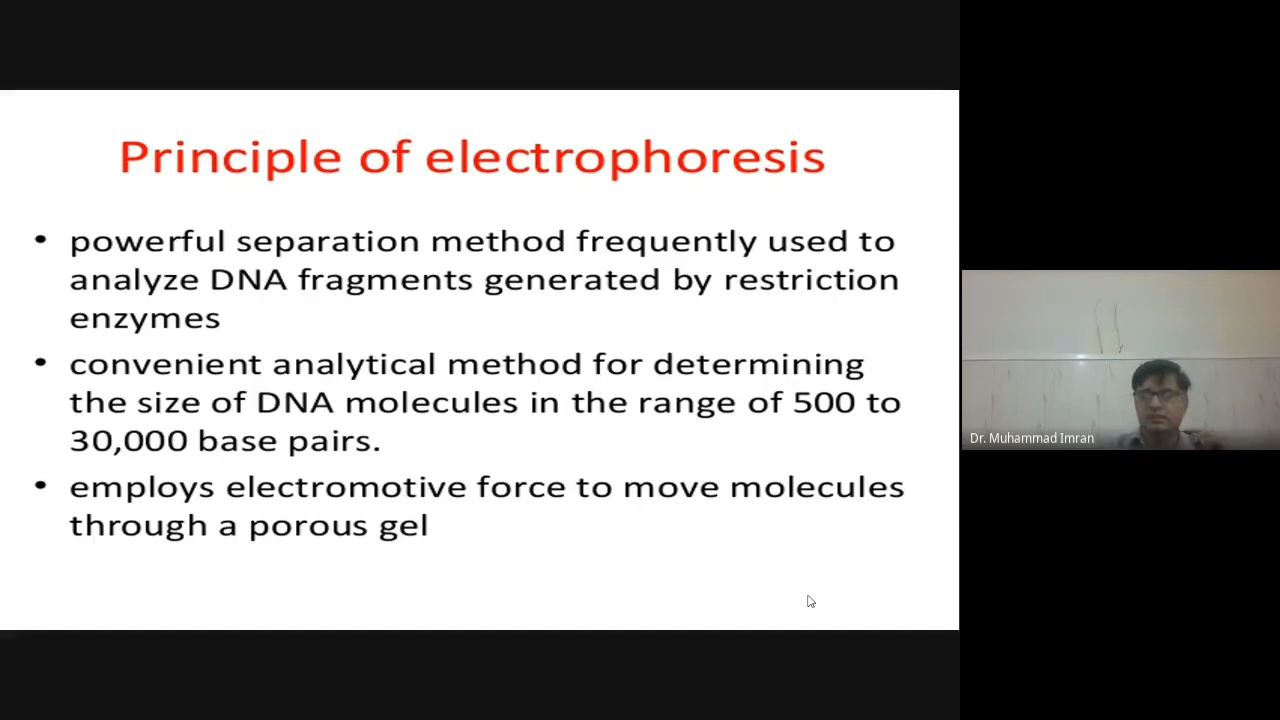 Principle of electrophoresis
• powerful separation method frequently used to
analyze DNA fragments generated by restriction
enzymes
• convenient analytical method for determining
the size of DNA molecules in the range of 500 to
30,000 base pairs.
• employs electromotive force to move molecules
through a porous gel
Dr. Muhammad Imran